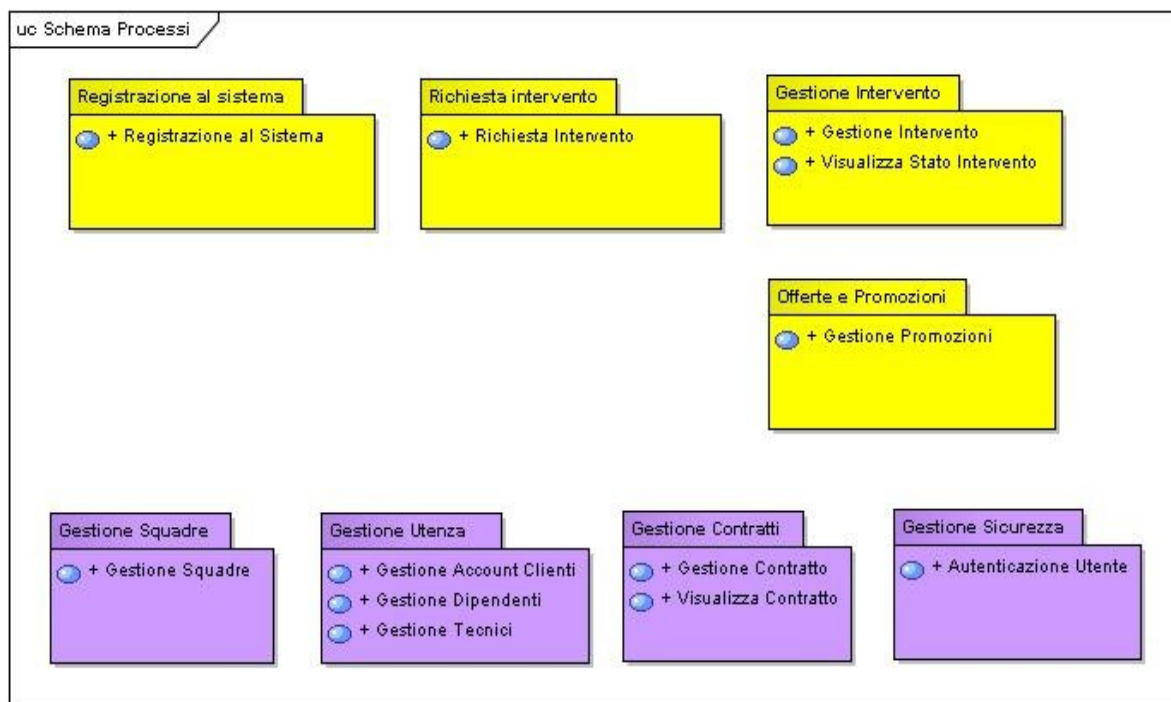 uc Schema Processi
Registrazione al sistema
+ Registrazione al Sistema
Richiesta intervento
+ Richiesta Intervento
Gestione Intervento
+ Gestione Intervento
+ Visualizza Stato Intervento
Offerte e Promozioni
+ Gestione Promozioni
Gestione Squadre
+ Gestione Squadre
Gestione Utenza
+ Gestione Account Clienti
+ Gestione Dipendenti
+ Gestione Tecnici
Gestione Contratti
+ Gestione Contratto
+ Visualizza Contratto
Gestione Sicurezza
+ Autenticazione Utente